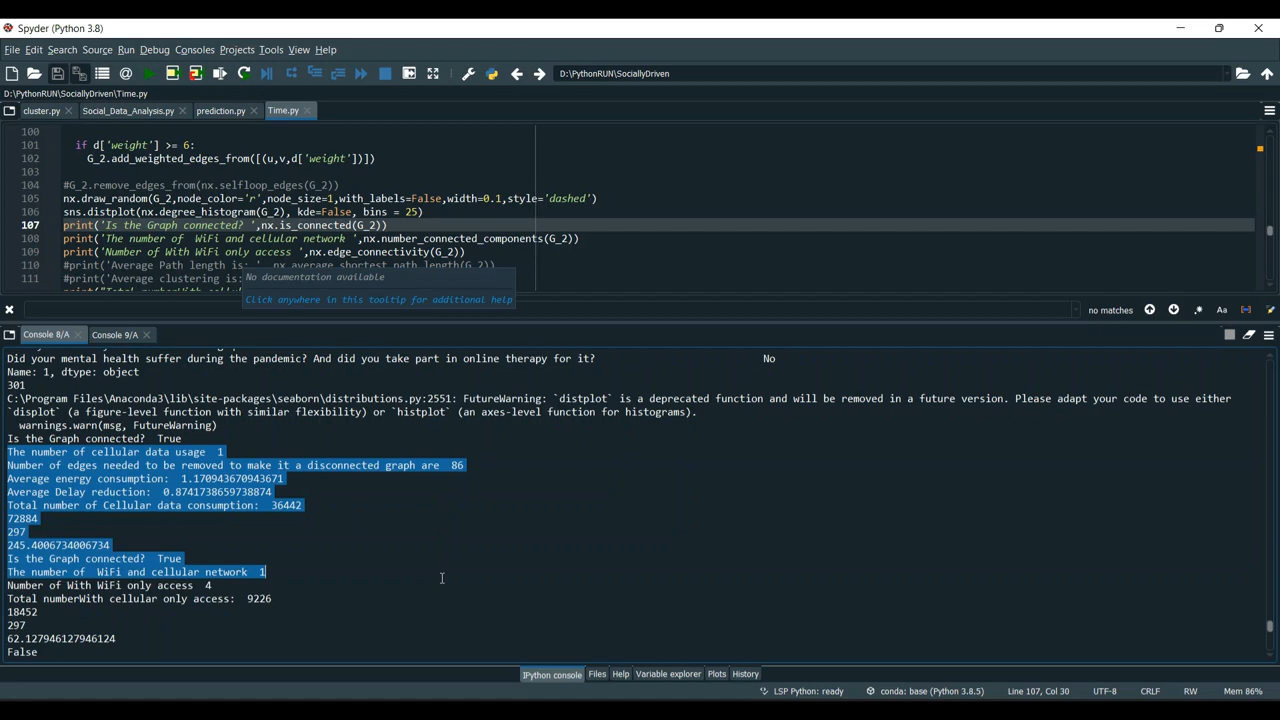 Spyder (Python 3.8)
File Edit Search Source Run Debug Consoles Projects Tools View Help
D:\PythonRUN\SociallyDriven
D:\PythonRUN\SociallyDriven\Time.py
cluster.py Social_Data_Analysis.py prediction.py Time.py
100
101 if d['weight'] >= 6:
102 G_2.add_weighted_edges_from([(u,v,d['weight'])])
103
104 #G_2.remove_edges_from(nx.selfloop_edges(G_2))
105 nx.draw_random(G_2,node_color='r',node_size=1,with_labels=False,width=0.1,style='dashed')
106 sns.distplot(nx.degree_histogram(G_2), kde=False, bins = 25)
107 print('Is the Graph connected? ',nx.is_connected(G_2))
108 print('The number of  WiFi and cellular network ',nx.number_connected_components(G_2))
109 print('Number of With WiFi only access ',nx.edge_connectivity(G_2))
110 #print('Average Path length is: ', nx.average_shortest_path_length(G_2))
111 #print('Average clustering is:
No documentation available
Click anywhere in this tooltip for additional help
no matches Aa
Console 8/A Console 9/A
Did your mental health suffer during the pandemic? And did you take part in online therapy for it? No
Name: 1, dtype: object
301
C:\Program Files\Anaconda3\lib\site-packages\seaborn\distributions.py:2551: FutureWarning: `distplot` is a deprecated function and will be removed in a future version. Please adapt your code to use either
`displot` (a figure-level function with similar flexibility) or `histplot` (an axes-level function for histograms).
warnings.warn(msg, FutureWarning)
Is the Graph connected?  True
The number of cellular data usage  1
Number of edges needed to be removed to make it a disconnected graph are  86
Average energy consumption:  1.170943670943671
Average Delay reduction:  0.8741738659738874
Total number of Cellular data consumption:  36442
72884
297
245.4006734006734
Is the Graph connected?  True
The number of  WiFi and cellular network  1
Number of With WiFi only access  4
Total numberWith cellular only access:  9226
18452
297
62.127946127946124
False
IPython console Files Help Variable explorer Plots History
LSP Python: ready conda: base (Python 3.8.5) Line 107, Col 30 UTF-8 CRLF RW Mem 86%